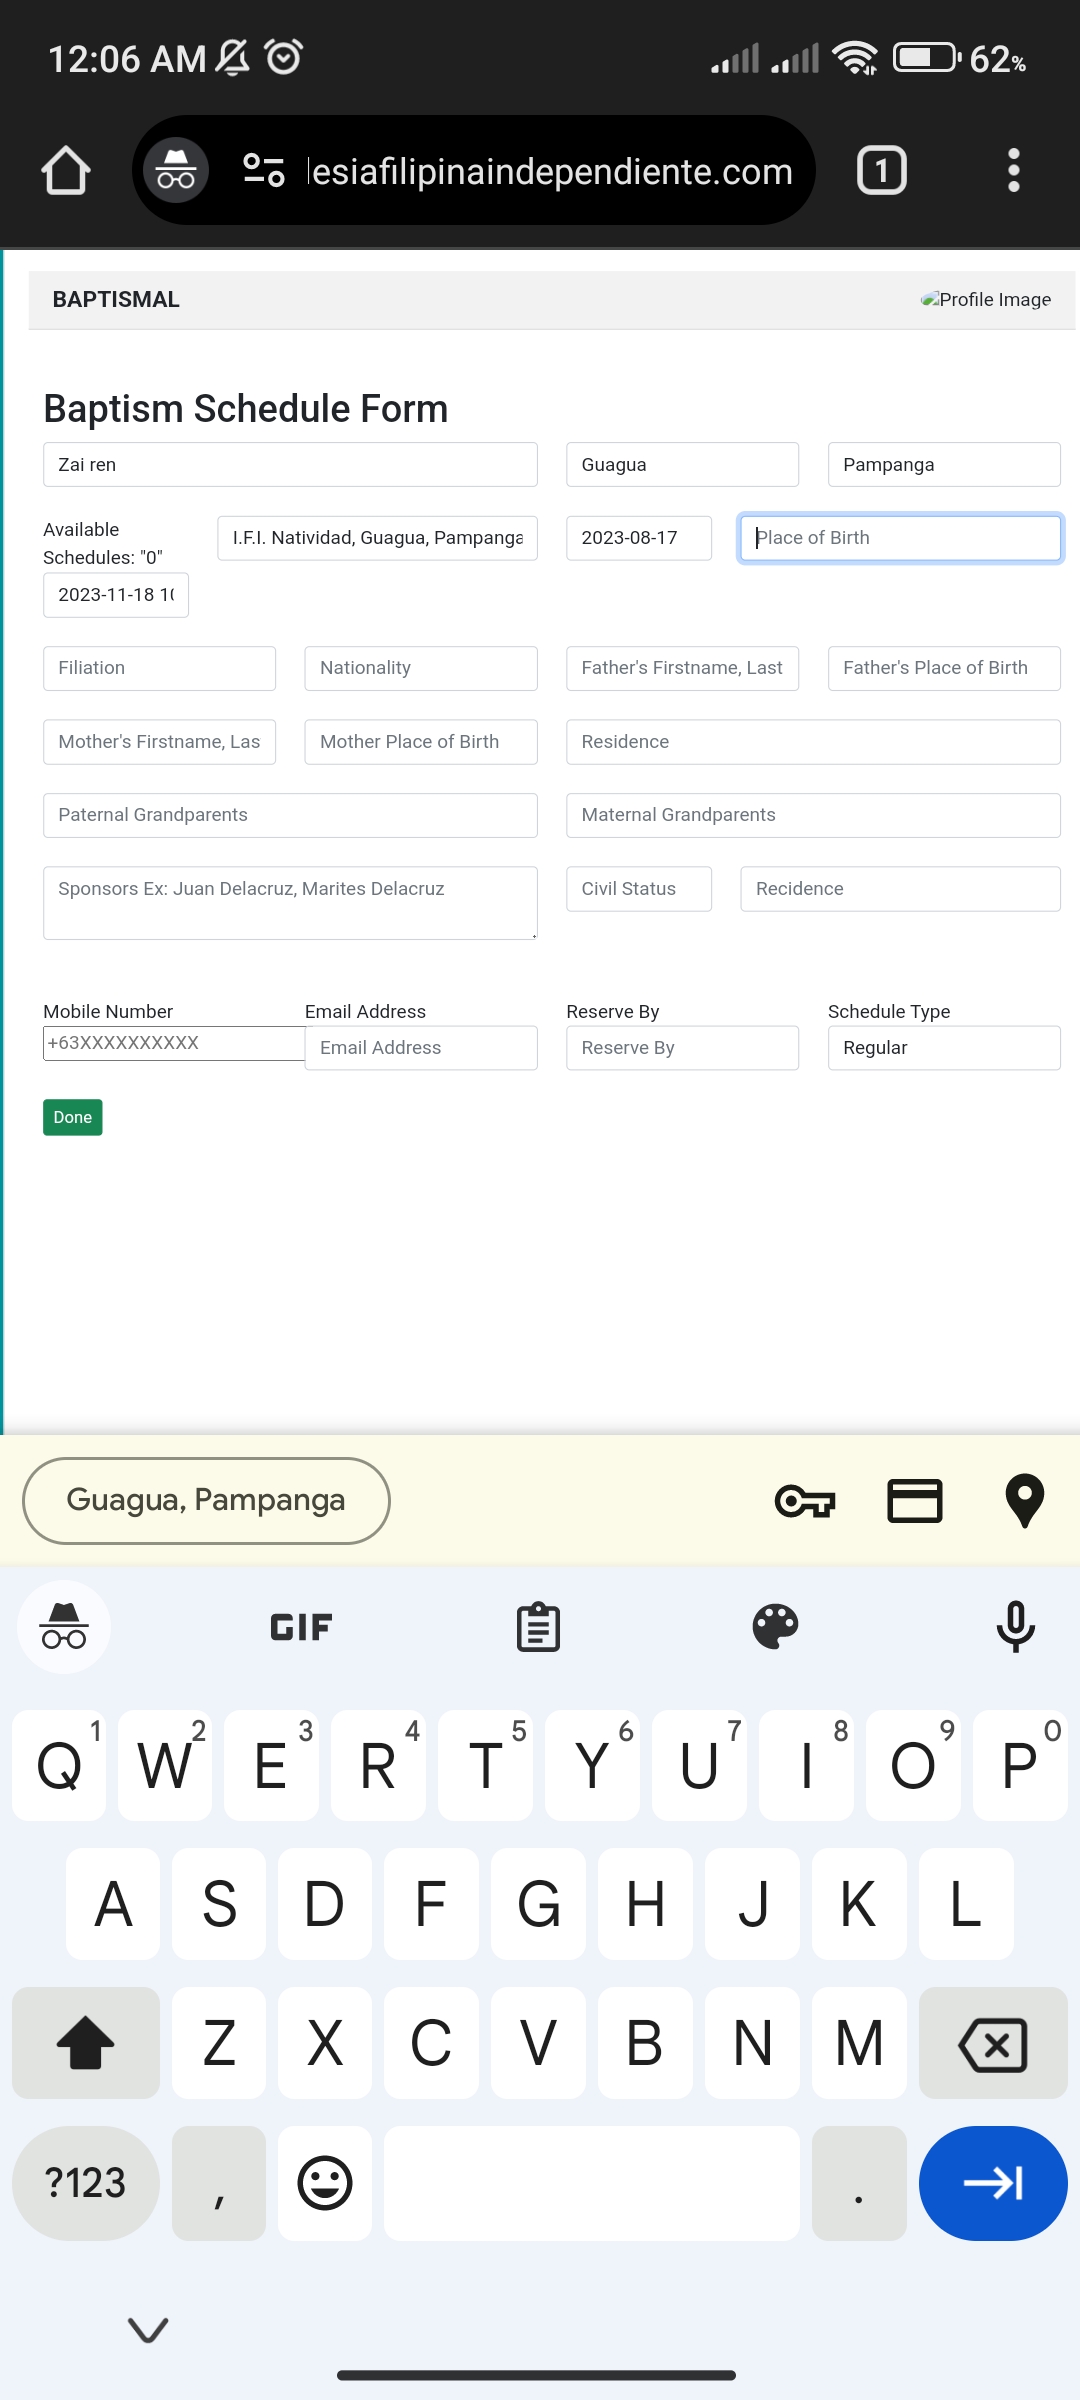 12:06 AM 62%
lesiafilipinaindependiente.com 1
BAPTISMAL Profile Image
Baptism Schedule Form
Zai ren Guagua Pampanga
Available
Schedules: "0"
I.F.I. Natividad, Guagua, Pampanga 2023-08-17 Place of Birth
2023-11-18 10
Filiation Nationality Father's Firstname, Last Father's Place of Birth
Mother's Firstname, Las Mother Place of Birth Residence
Paternal Grandparents Maternal Grandparents
Sponsors Ex: Juan Delacruz, Marites Delacruz Civil Status Recidence
Mobile Number Email Address Reserve By Schedule Type
+63XXXXXXXXXX Email Address Reserve By Regular
Done
Guagua, Pampanga
GIF
Q 1 W 2 E 3 R 4 T 5 Y 6 U 7 I 8 O 9 P 0
A S D F G H J K L
Z X C V B N M
?123 , .